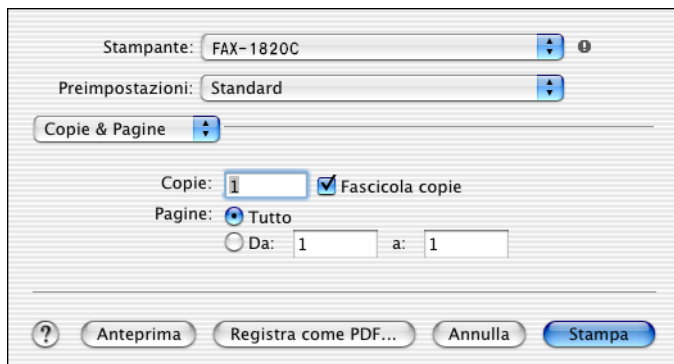 Stampante: FAX-1820C
Preimpostazioni: Standard
Copie & Pagine
Copie: 1 Fascicola copie
Pagine: Tutto
Da: 1 a: 1
? Anteprima Registra come PDF... Annulla Stampa